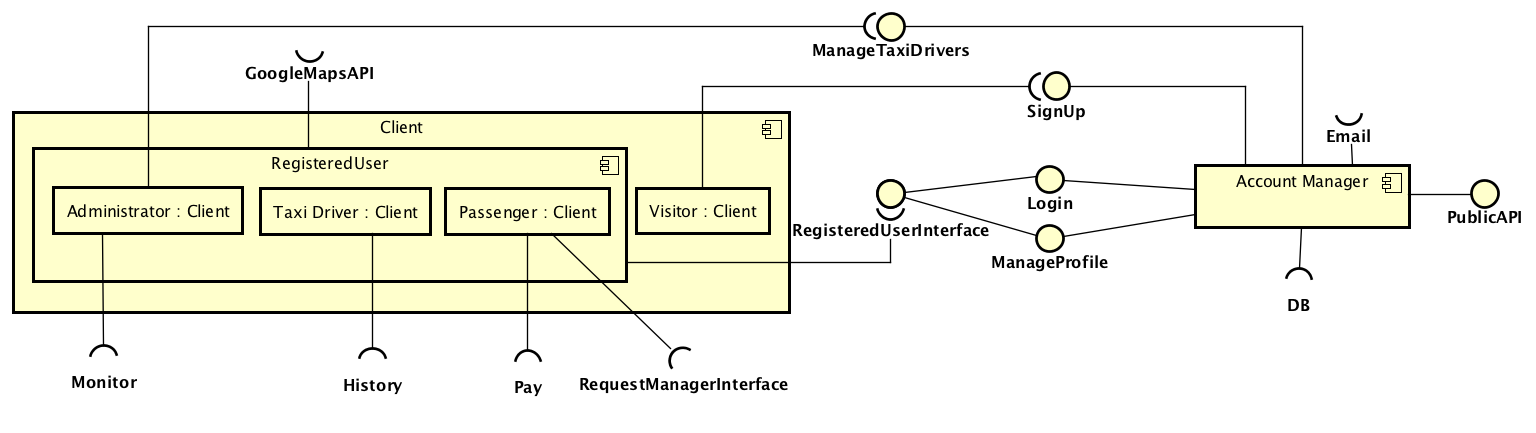 ManageTaxiDrivers
GoogleMapsAPI
SignUp
Client
Email
RegisteredUser
Account Manager
Administrator : Client
Taxi Driver : Client
Passenger : Client
Visitor : Client
Login
PublicAPI
RegisteredUserInterface
ManageProfile
DB
Monitor
History
Pay
RequestManagerInterface